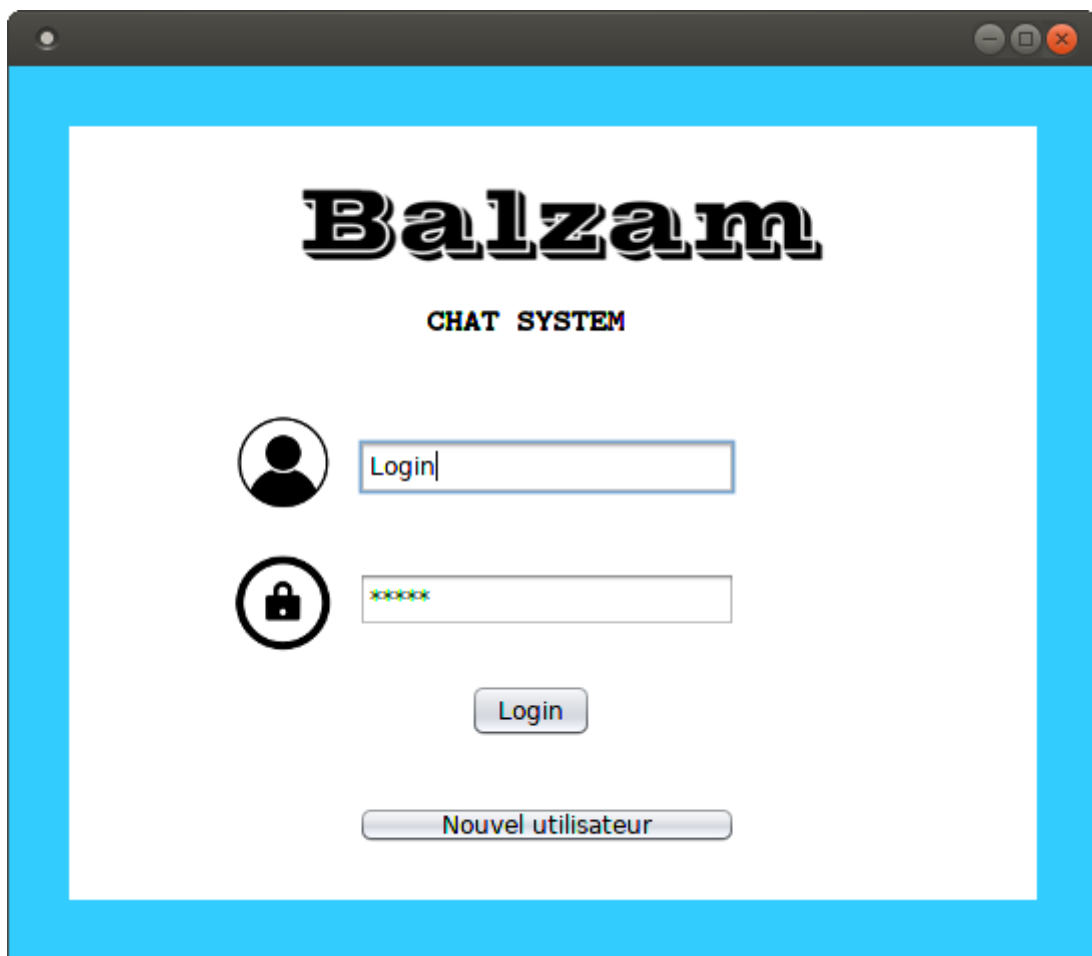 Balzam
CHAT SYSTEM
Login
*****
Login
Nouvel utilisateur